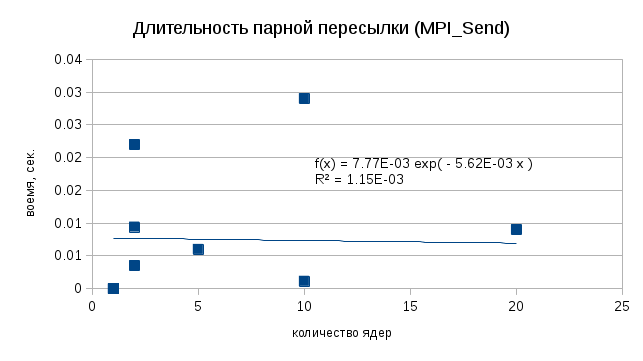 Длительность парной пересылки (MPI_Send)
0.04
0.03
0.03
0.02
0.02
0.01
0.01
0
воемя, сек.
f(x) = 7.77E-03 exp( - 5.62E-03 x )
R² = 1.15E-03
0 5 10 15 20 25
количество ядер